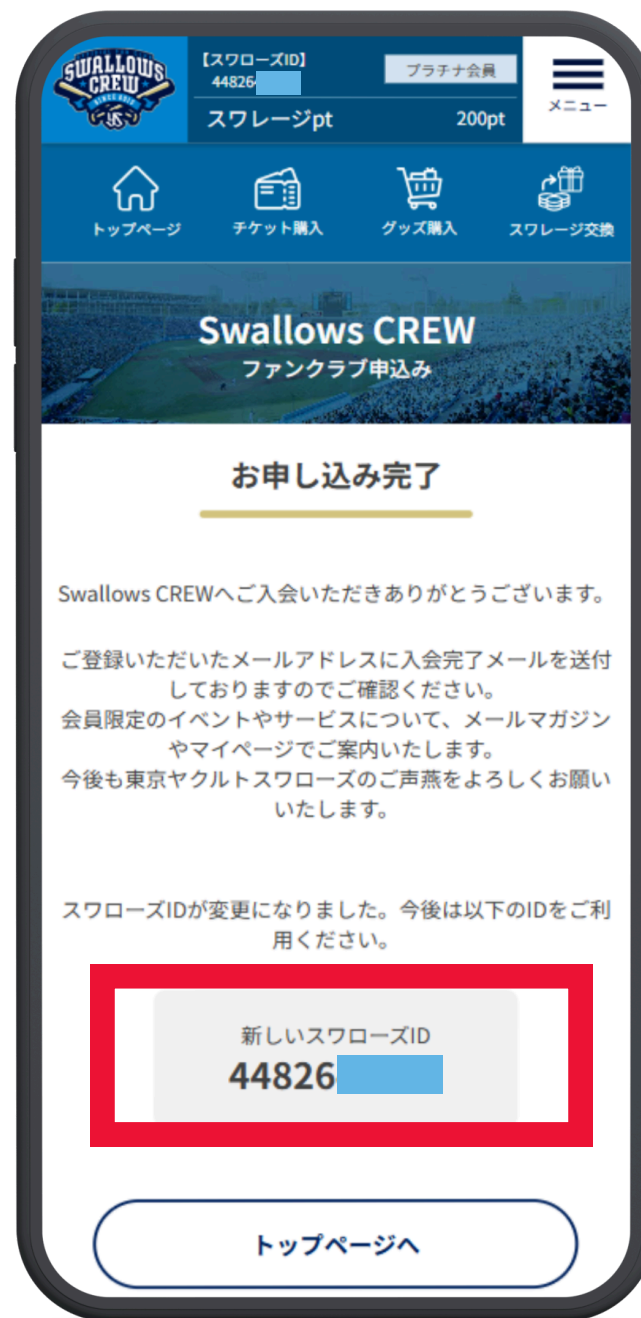 SWALLOWS
CREW
SINCE 2013
YS
【スワローズID】
44826
プラチナ会員
スワレージpt 200pt
メニュー
トップページ
チケット購入
グッズ購入
スワレージ交換
Swallows CREW
ファンクラブ申込み
お申し込み完了
Swallows CREWへご入会いただきありがとうございます。
ご登録いただいたメールアドレスに入会完了メールを送付
しておりますのでご確認ください。
会員限定のイベントやサービスについて、メールマガジン
やマイページでご案内いたします。
今後も東京ヤクルトスワローズのご声燕をよろしくお願い
いたします。
スワローズIDが変更になりました。今後は以下のIDをご利
用ください。
新しいスワローズID
44826
トップページへ